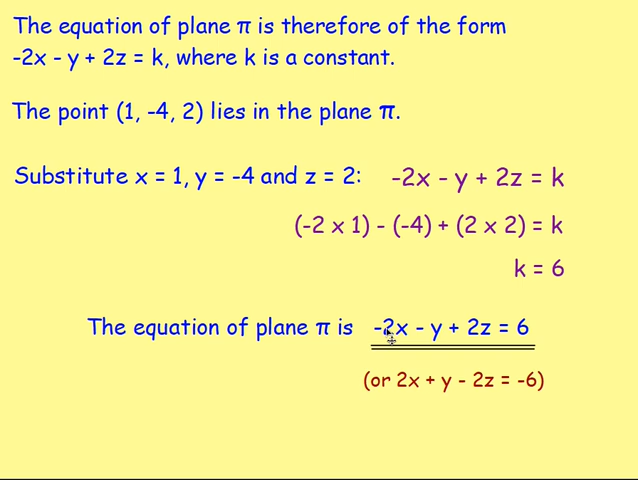 The equation of plane π is therefore of the form
-2x - y + 2z = k, where k is a constant.
The point (1, -4, 2) lies in the plane π.
Substitute x = 1, y = -4 and z = 2: -2x - y + 2z = k
(-2 x 1) - (-4) + (2 x 2) = k
k = 6
The equation of plane π is -2x - y + 2z = 6
(or 2x + y - 2z = -6)